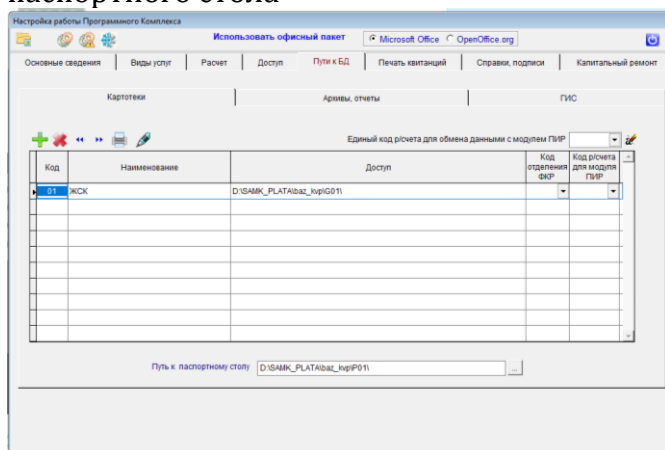 паспортного стола
Настройка работы Программного Комплекса
Использовать офисный пакет Microsoft Office OpenOffice.org
Основные сведения Виды услуг Расчет Доступ Пути к БД Печать квитанций Справки, подписи Капитальный ремонт
Картотеки Архивы, отчеты ГИС
Единый код р/счета для обмена данными с модулем ПИР
Код Наименование Доступ Код отделения ФКР Код р/счета для модуля ПИР
01 ЖСК D:\SAMK_PLATA\baz_kvp\G01\
Путь к паспортному столу D:\SAMK_PLATA\baz_kvp\P01\ ...